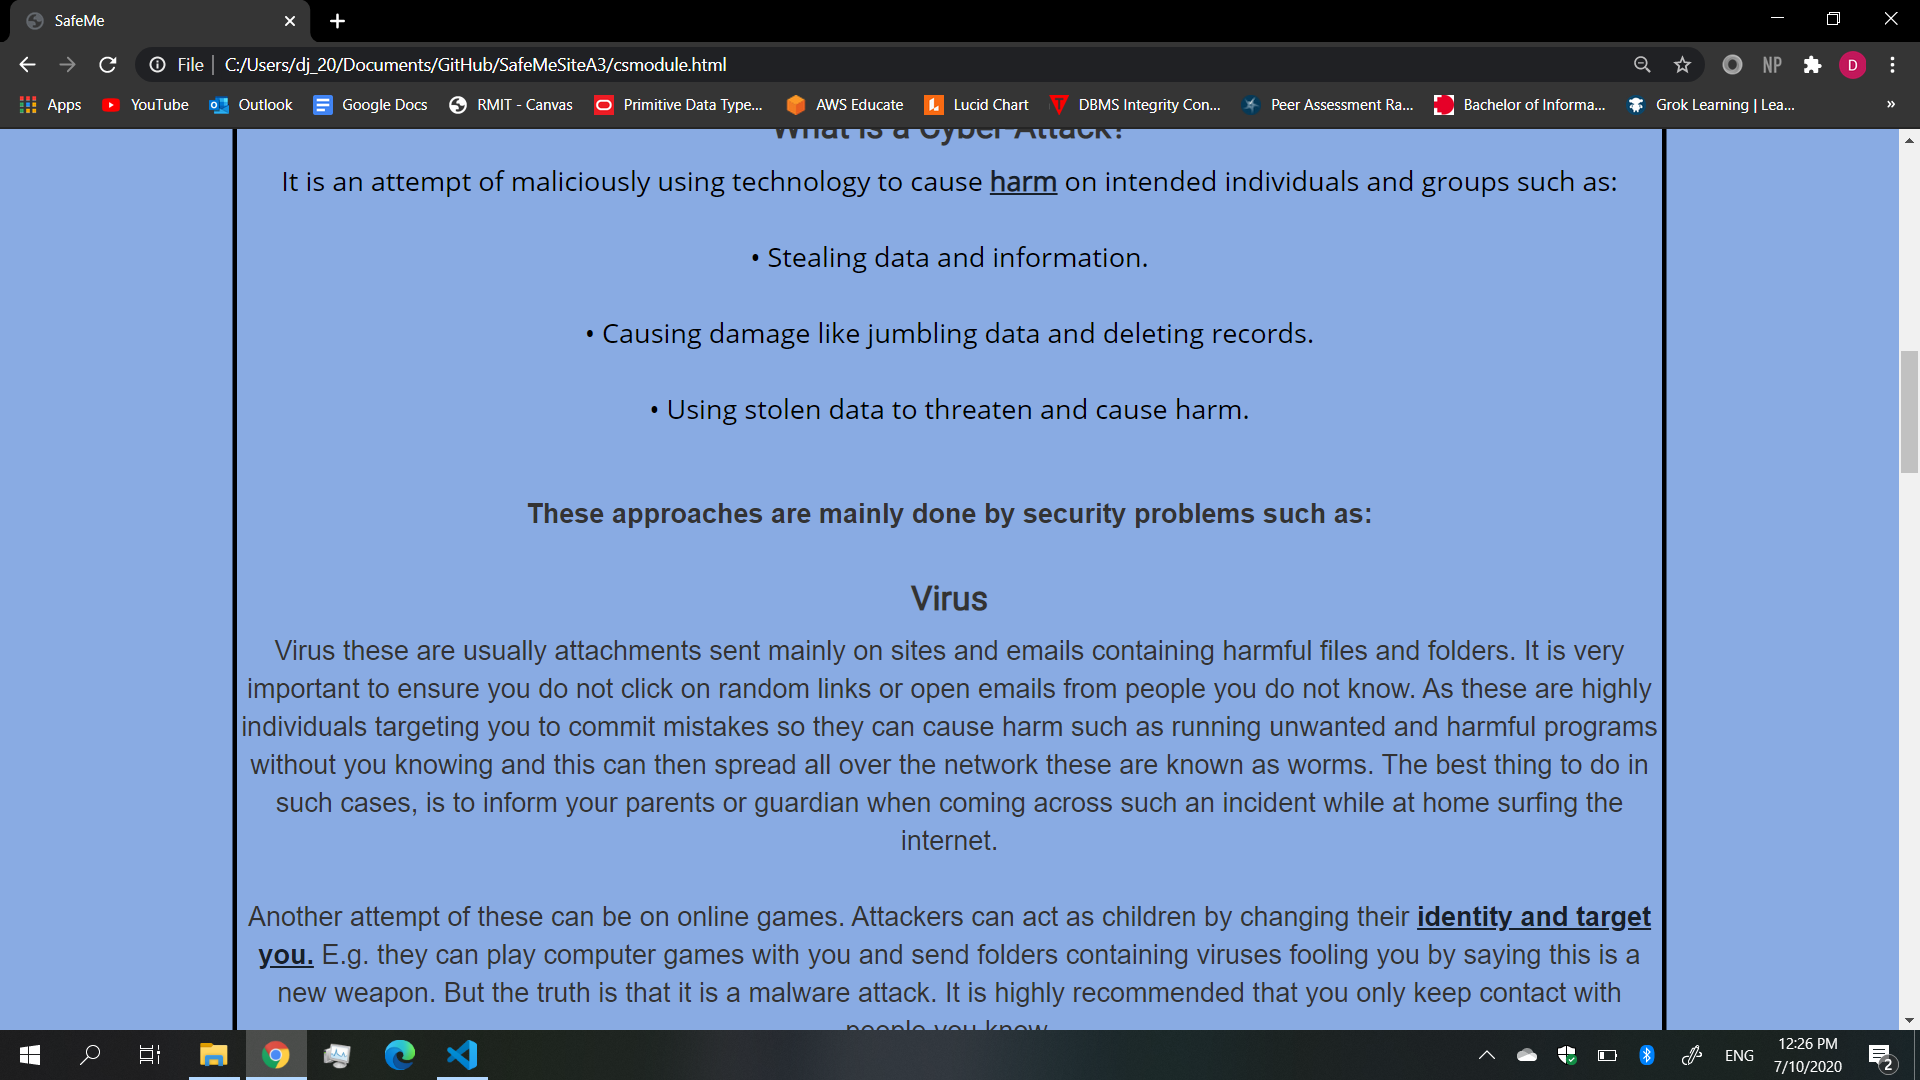 SafeMe
File
C:/Users/dj_20/Documents/GitHub/SafeMeSiteA3/csmodule.html
NP
D
Apps
YouTube
Outlook
Google Docs
RMIT - Canvas
Primitive Data Type...
AWS Educate
Lucid Chart
DBMS Integrity Con...
Peer Assessment Ra...
Bachelor of Informa...
Grok Learning | Lea...
»
What is a Cyber Attack?
It is an attempt of maliciously using technology to cause harm on intended individuals and groups such as:
• Stealing data and information.
• Causing damage like jumbling data and deleting records.
• Using stolen data to threaten and cause harm.
These approaches are mainly done by security problems such as:
Virus
Virus these are usually attachments sent mainly on sites and emails containing harmful files and folders. It is very
important to ensure you do not click on random links or open emails from people you do not know. As these are highly
individuals targeting you to commit mistakes so they can cause harm such as running unwanted and harmful programs
without you knowing and this can then spread all over the network these are known as worms. The best thing to do in
such cases, is to inform your parents or guardian when coming across such an incident while at home surfing the
internet.
Another attempt of these can be on online games. Attackers can act as children by changing their identity and target
you. E.g. they can play computer games with you and send folders containing viruses fooling you by saying this is a
new weapon. But the truth is that it is a malware attack. It is highly recommended that you only keep contact with
people you know.
ENG
12:26 PM
7/10/2020
2